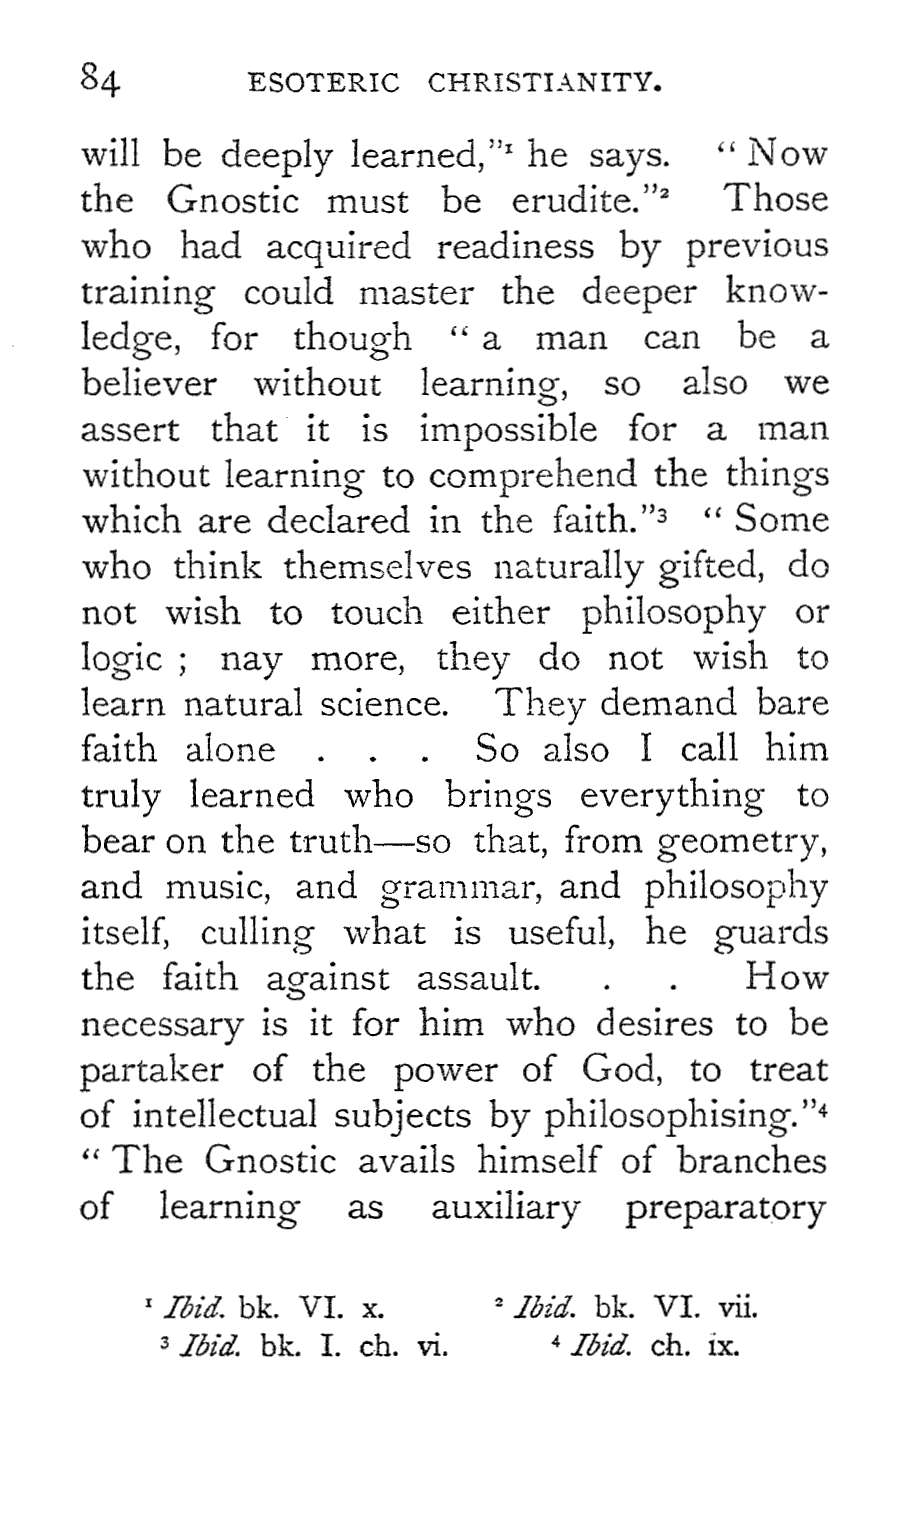 84 ESOTERIC CHRISTIANITY.
will be deeply learned,"¹ he says. "Now
the Gnostic must be erudite."² Those
who had acquired readiness by previous
training could master the deeper know-
ledge, for though "a man can be a
believer without learning, so also we
assert that it is impossible for a man
without learning to comprehend the things
which are declared in the faith."³ "Some
who think themselves naturally gifted, do
not wish to touch either philosophy or
logic ; nay more, they do not wish to
learn natural science. They demand bare
faith alone . . . So also I call him
truly learned who brings everything to
bear on the truth—so that, from geometry,
and music, and grammar, and philosophy
itself, culling what is useful, he guards
the faith against assault. . . How
necessary is it for him who desires to be
partaker of the power of God, to treat
of intellectual subjects by philosophising."⁴
"The Gnostic avails himself of branches
of learning as auxiliary preparatory
¹ Ibid. bk. VI. x. ² Ibid. bk. VI. vii.
³ Ibid. bk. I. ch. vi. ⁴ Ibid. ch. ix.